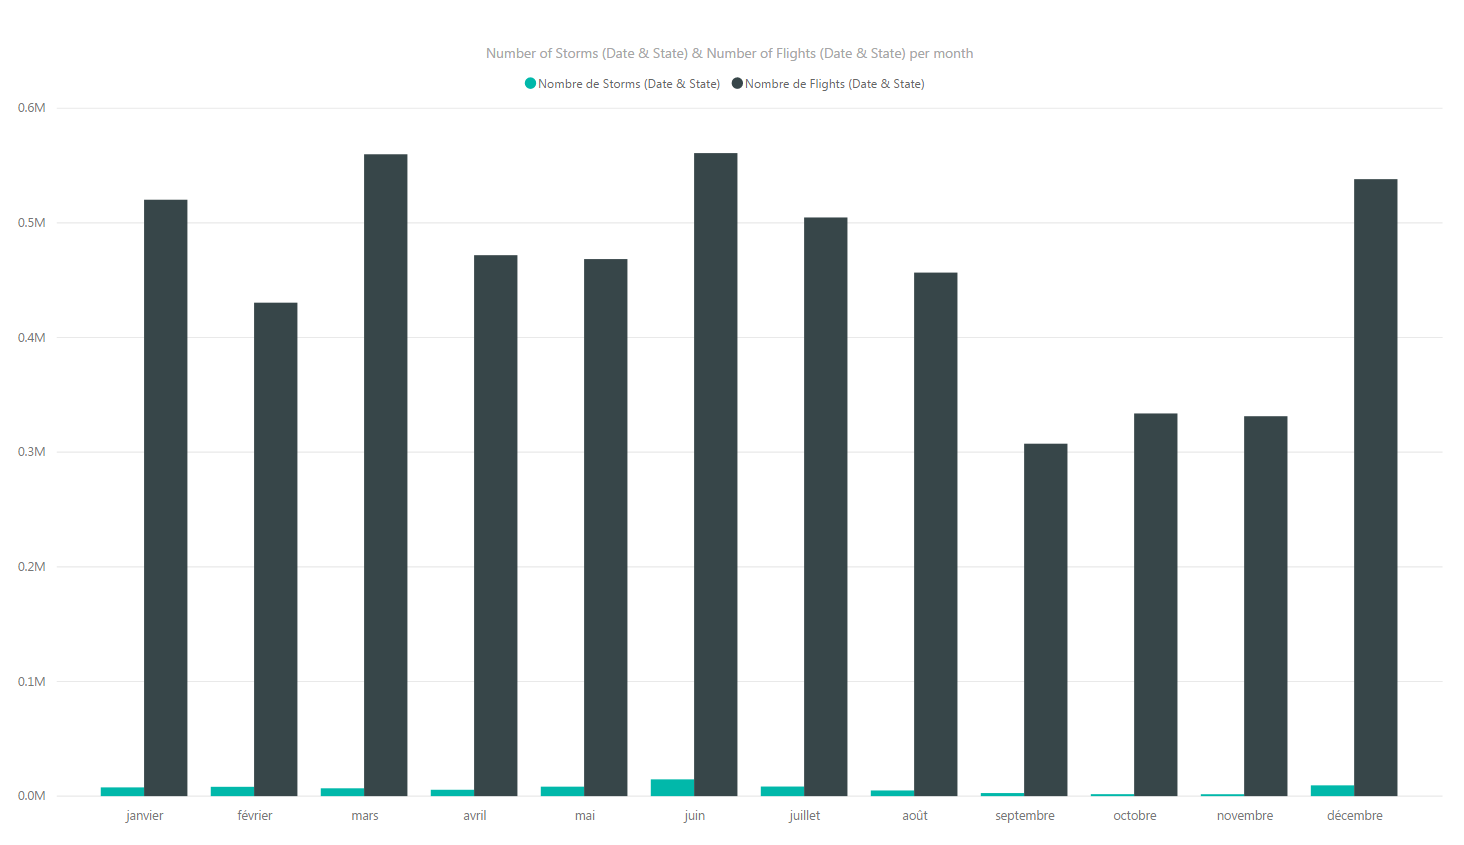 Number of Storms (Date & State) & Number of Flights (Date & State) per month
Nombre de Storms (Date & State) Nombre de Flights (Date & State)
0.6M
0.5M
0.4M
0.3M
0.2M
0.1M
0.0M
janvier février mars avril mai juin juillet août septembre octobre novembre décembre